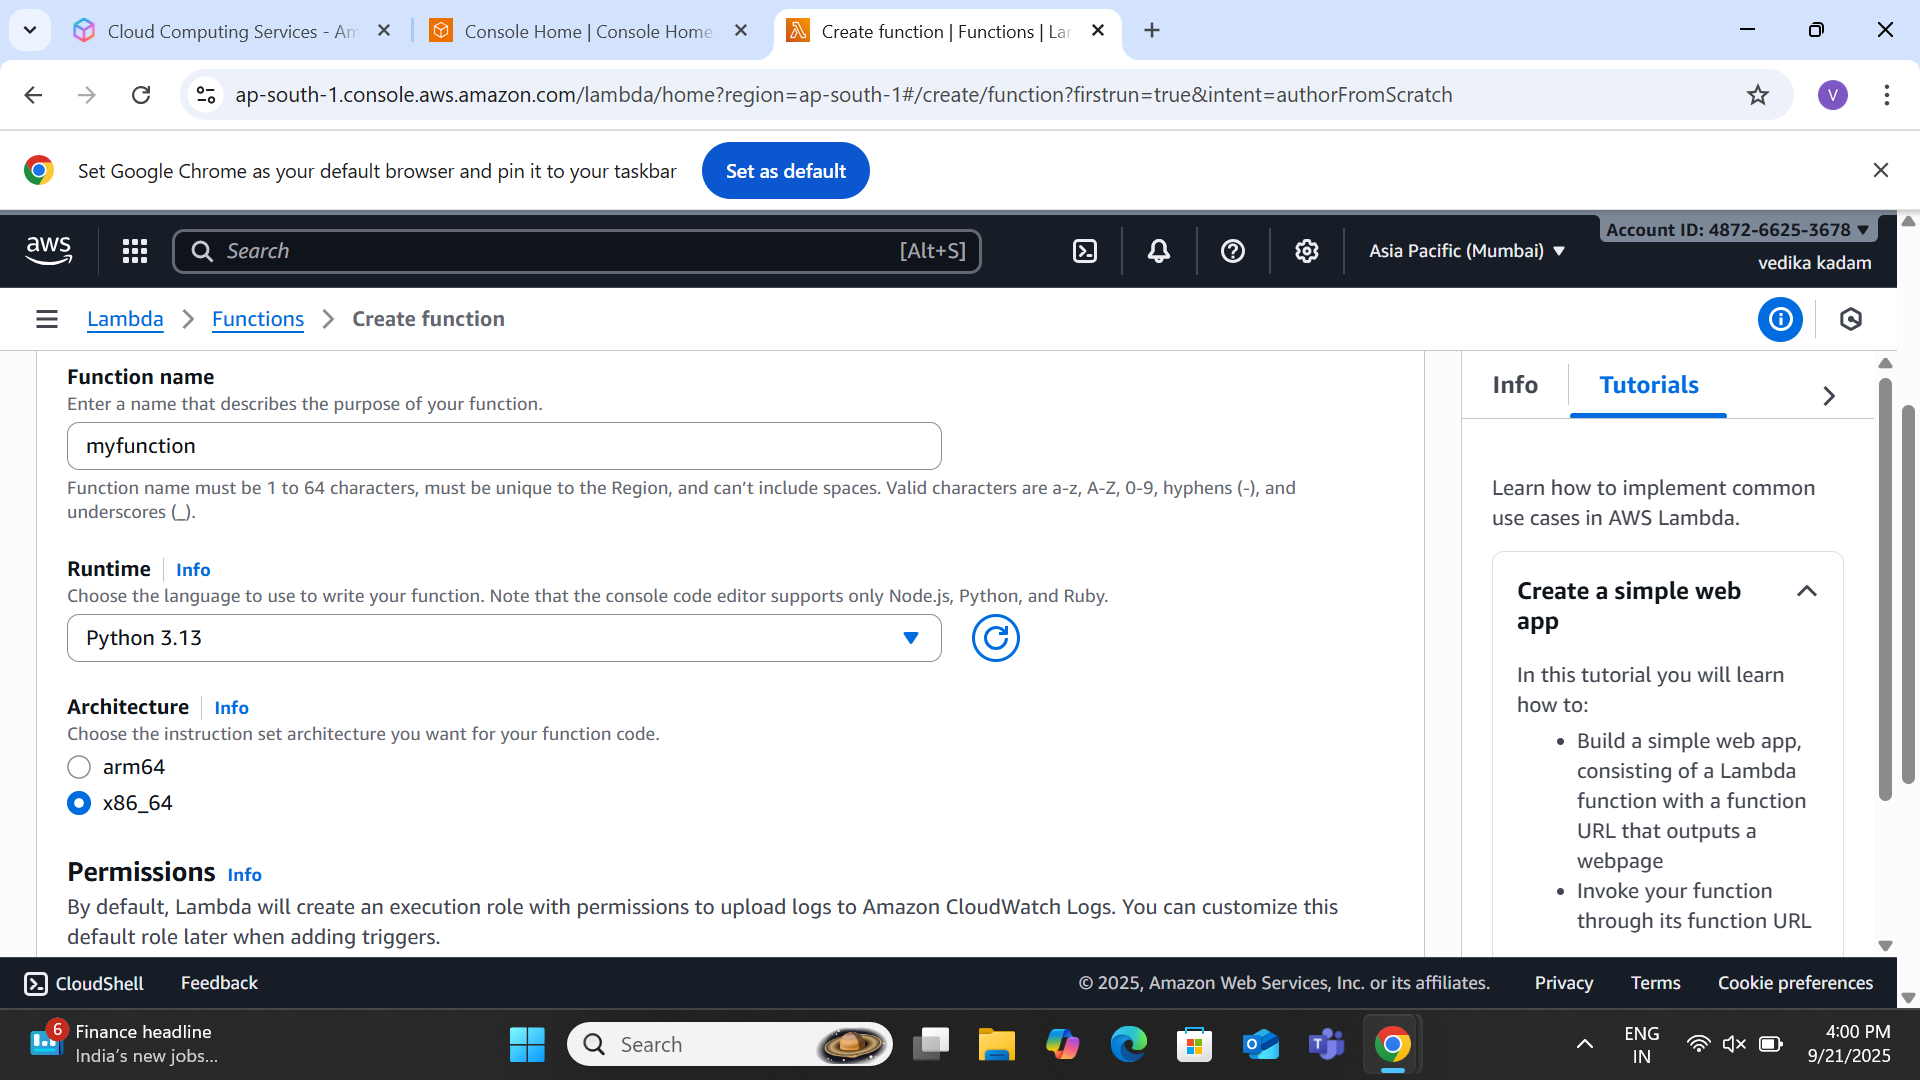 Cloud Computing Services - Am
Console Home | Console Home
Create function | Functions | Lar
ap-south-1.console.aws.amazon.com/lambda/home?region=ap-south-1#/create/function?firstrun=true&intent=authorFromScratch
V
Set Google Chrome as your default browser and pin it to your taskbar
Set as default
aws
Search
[Alt+S]
Asia Pacific (Mumbai)
Account ID: 4872-6625-3678
vedika kadam
Lambda
Functions
Create function
Function name
Enter a name that describes the purpose of your function.
myfunction
Function name must be 1 to 64 characters, must be unique to the Region, and can’t include spaces. Valid characters are a-z, A-Z, 0-9, hyphens (-), and
underscores (_).
Runtime
Info
Choose the language to use to write your function. Note that the console code editor supports only Node.js, Python, and Ruby.
Python 3.13
Architecture
Info
Choose the instruction set architecture you want for your function code.
arm64
x86_64
Permissions
Info
By default, Lambda will create an execution role with permissions to upload logs to Amazon CloudWatch Logs. You can customize this
default role later when adding triggers.
Info
Tutorials
Learn how to implement common
use cases in AWS Lambda.
Create a simple web
app
In this tutorial you will learn
how to:
• Build a simple web app,
consisting of a Lambda
function with a function
URL that outputs a
webpage
• Invoke your function
through its function URL
CloudShell
Feedback
© 2025, Amazon Web Services, Inc. or its affiliates.
Privacy
Terms
Cookie preferences
6
Finance headline
India’s new jobs...
Search
ENG
IN
4:00 PM
9/21/2025